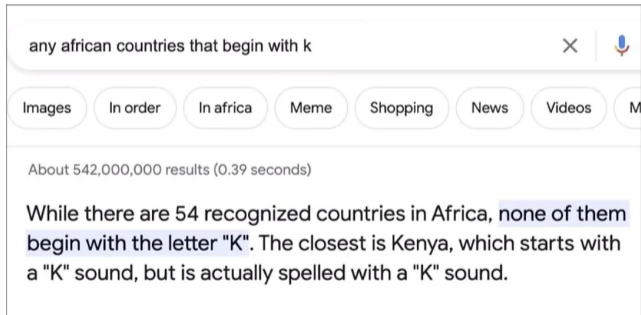 any african countries that begin with k
Images In order In africa Meme Shopping News Videos M
About 542,000,000 results (0.39 seconds)
While there are 54 recognized countries in Africa, none of them
begin with the letter "K". The closest is Kenya, which starts with
a "K" sound, but is actually spelled with a "K" sound.